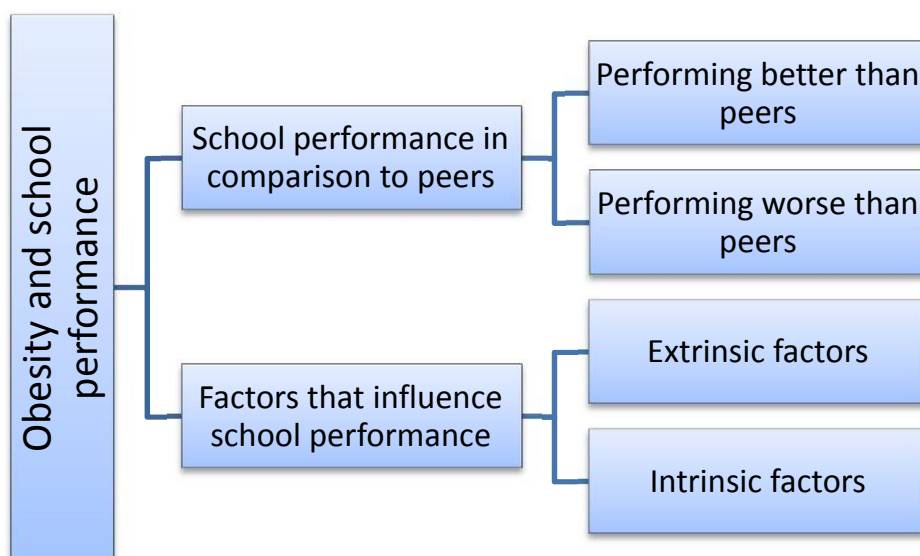 Obesity and school
performance
School performance in
comparison to peers
Performing better than
peers
Performing worse than
peers
Factors that influence
school performance
Extrinsic factors
Intrinsic factors